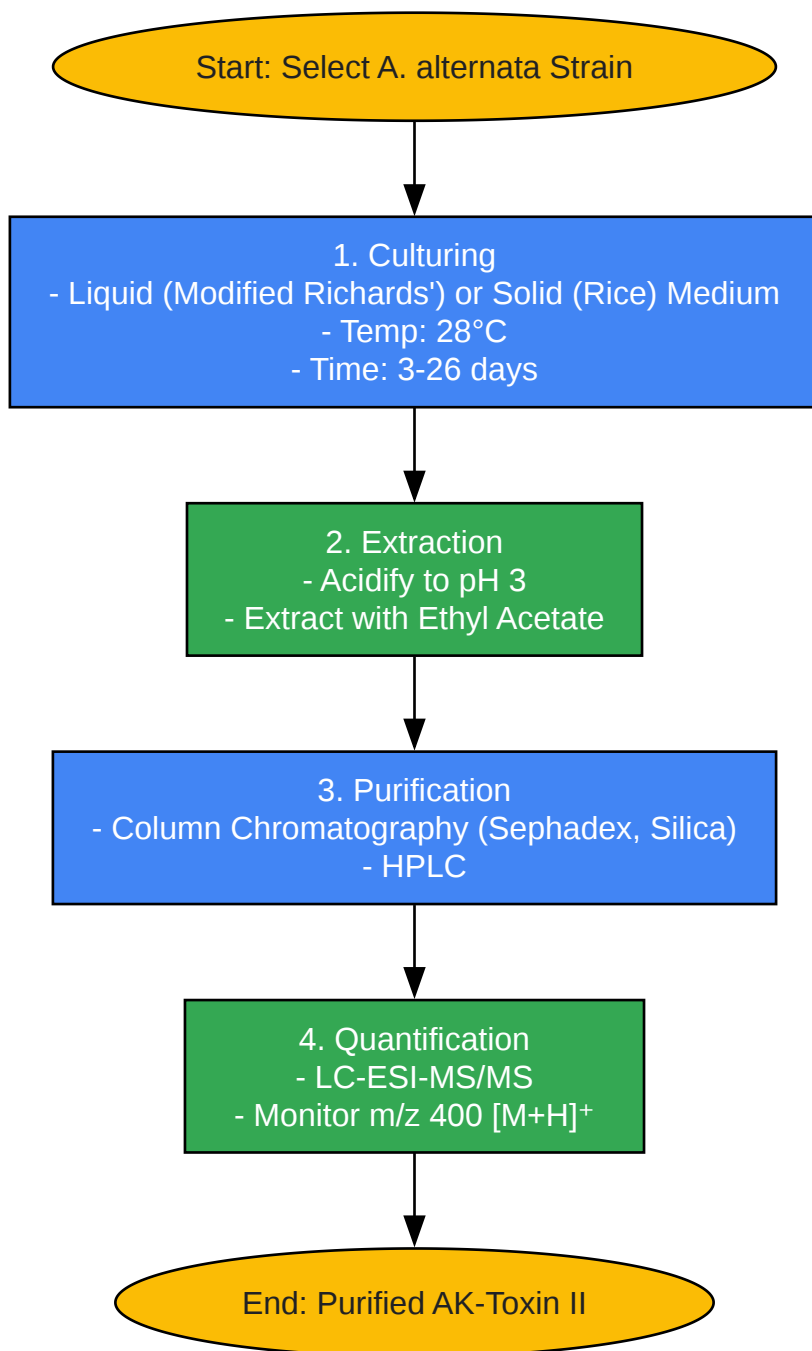 Start: Select A. alternata Strain
1. Culturing
- Liquid (Modified Richards') or Solid (Rice) Medium
- Temp: 28°C
- Time: 3-26 days
2. Extraction
- Acidify to pH 3
- Extract with Ethyl Acetate
3. Purification
- Column Chromatography (Sephadex, Silica)
- HPLC
4. Quantification
- LC-ESI-MS/MS
- Monitor m/z 400 [M+H]⁺
End: Purified AK-Toxin II